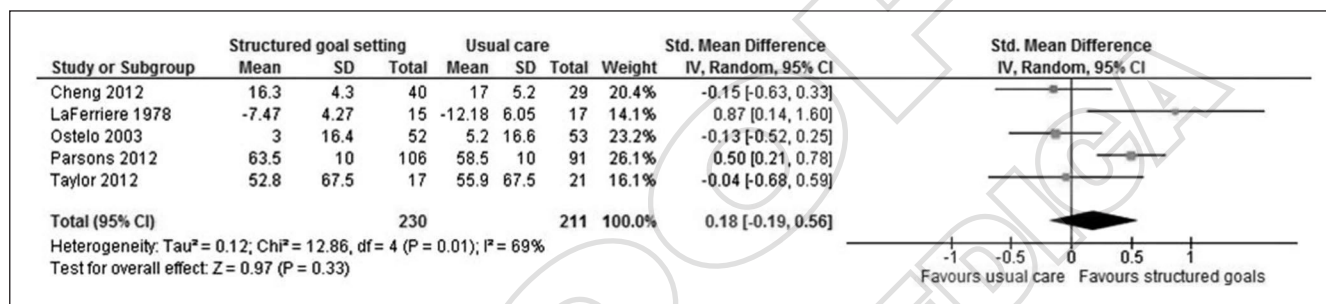 Structured goal setting Usual care Std. Mean Difference Std. Mean Difference
Study or Subgroup Mean SD Total Mean SD Total Weight IV, Random, 95% CI IV, Random, 95% CI
Cheng 2012 16.3 4.3 40 17 5.2 29 20.4% -0.15 [-0.63, 0.33]
LaFerriere 1978 -7.47 4.27 15 -12.18 6.05 17 14.1% 0.87 [0.14, 1.60]
Ostelo 2003 3 16.4 52 5.2 16.6 53 23.2% -0.13 [-0.52, 0.25]
Parsons 2012 63.5 10 106 58.5 10 91 26.1% 0.50 [0.21, 0.78]
Taylor 2012 52.8 67.5 17 55.9 67.5 21 16.1% -0.04 [-0.68, 0.59]
Total (95% CI) 230 211 100.0% 0.18 [-0.19, 0.56]
Heterogeneity: Tau² = 0.12; Chi² = 12.86, df = 4 (P = 0.01); I² = 69%
Test for overall effect: Z = 0.97 (P = 0.33)
-1 -0.5 0 0.5 1
Favours usual care Favours structured goals